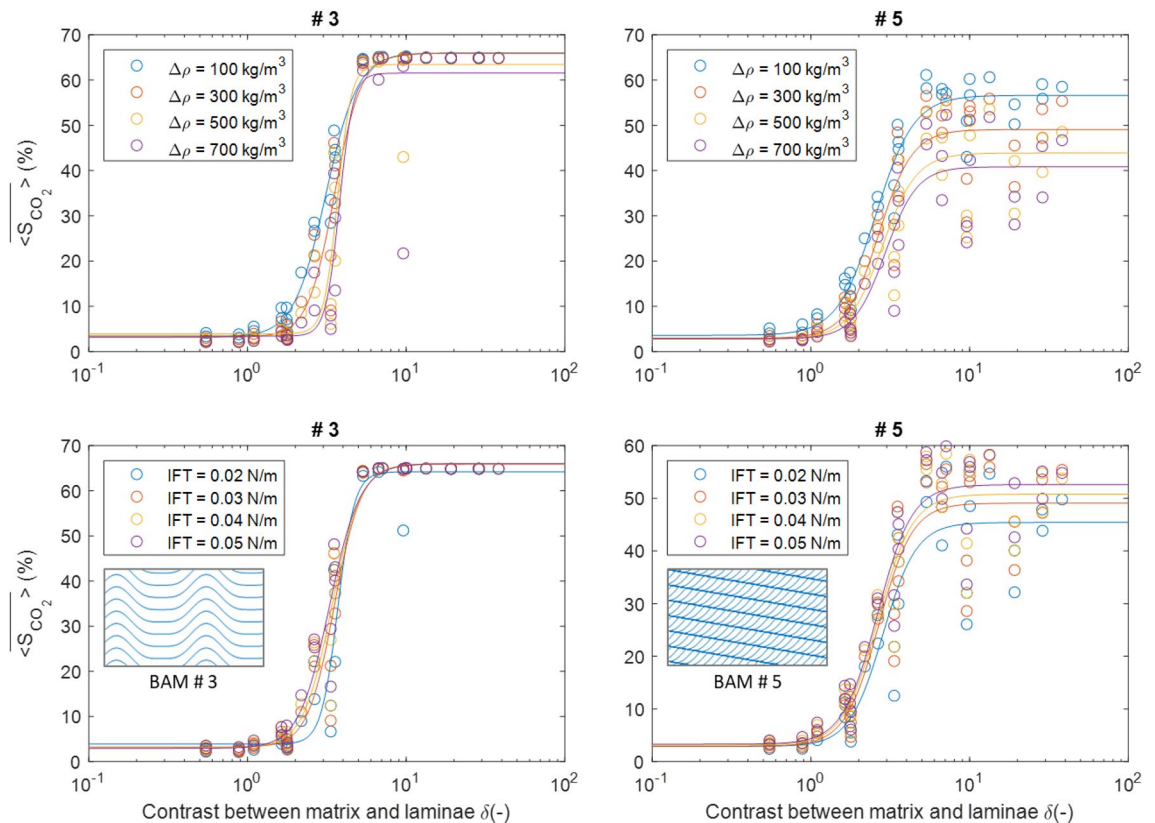 # 3
70
60
50
40
30
20
10
0
Δρ = 100 kg/m³
Δρ = 300 kg/m³
Δρ = 500 kg/m³
Δρ = 700 kg/m³
<S_CO₂> (%)
10⁻¹ 10⁰ 10¹ 10²
# 5
70
60
50
40
30
20
10
0
Δρ = 100 kg/m³
Δρ = 300 kg/m³
Δρ = 500 kg/m³
Δρ = 700 kg/m³
10⁻¹ 10⁰ 10¹ 10²
# 3
70
60
50
40
30
20
10
0
IFT = 0.02 N/m
IFT = 0.03 N/m
IFT = 0.04 N/m
IFT = 0.05 N/m
<S_CO₂> (%)
BAM # 3
10⁻¹ 10⁰ 10¹ 10²
Contrast between matrix and laminae δ(-)
# 5
60
50
40
30
20
10
0
IFT = 0.02 N/m
IFT = 0.03 N/m
IFT = 0.04 N/m
IFT = 0.05 N/m
BAM # 5
10⁻¹ 10⁰ 10¹ 10²
Contrast between matrix and laminae δ(-)